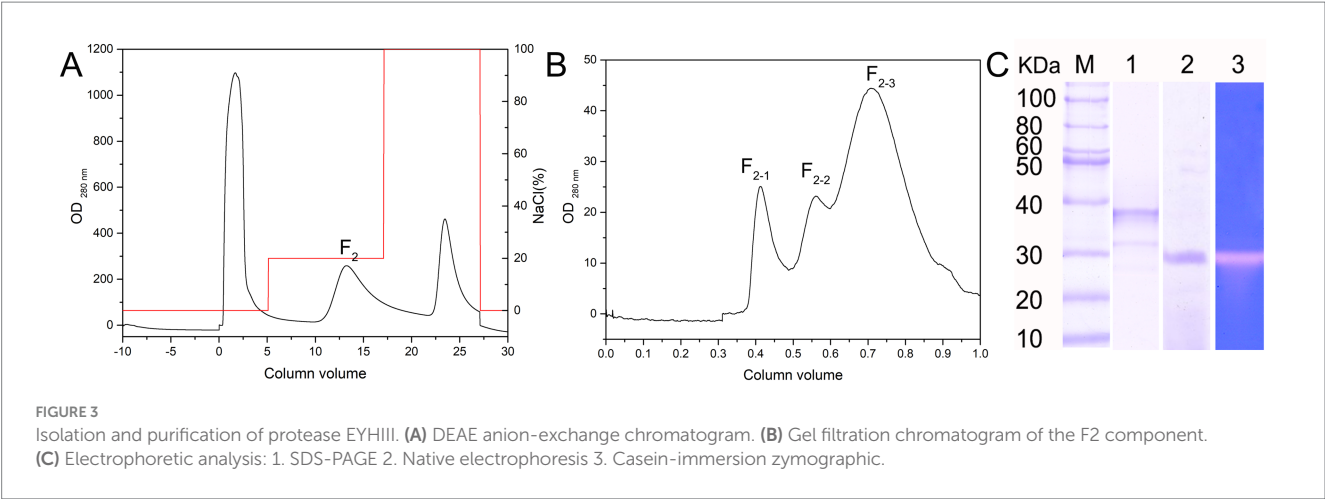 A
1200
1000
800
600
400
200
0
OD 280 nm
F2
100
80
60
40
20
0
NaCl(%)
-10 -5 0 5 10 15 20 25 30
Column volume
B
50
40
30
20
10
0
OD 280 nm
F2-1
F2-2
F2-3
0.0 0.1 0.2 0.3 0.4 0.5 0.6 0.7 0.8 0.9 1.0
Column volume
C KDa M 1 2 3
100
80
60
50
40
30
20
10
FIGURE 3
Isolation and purification of protease EYHIII. (A) DEAE anion-exchange chromatogram. (B) Gel filtration chromatogram of the F2 component.
(C) Electrophoretic analysis: 1. SDS-PAGE 2. Native electrophoresis 3. Casein-immersion zymographic.